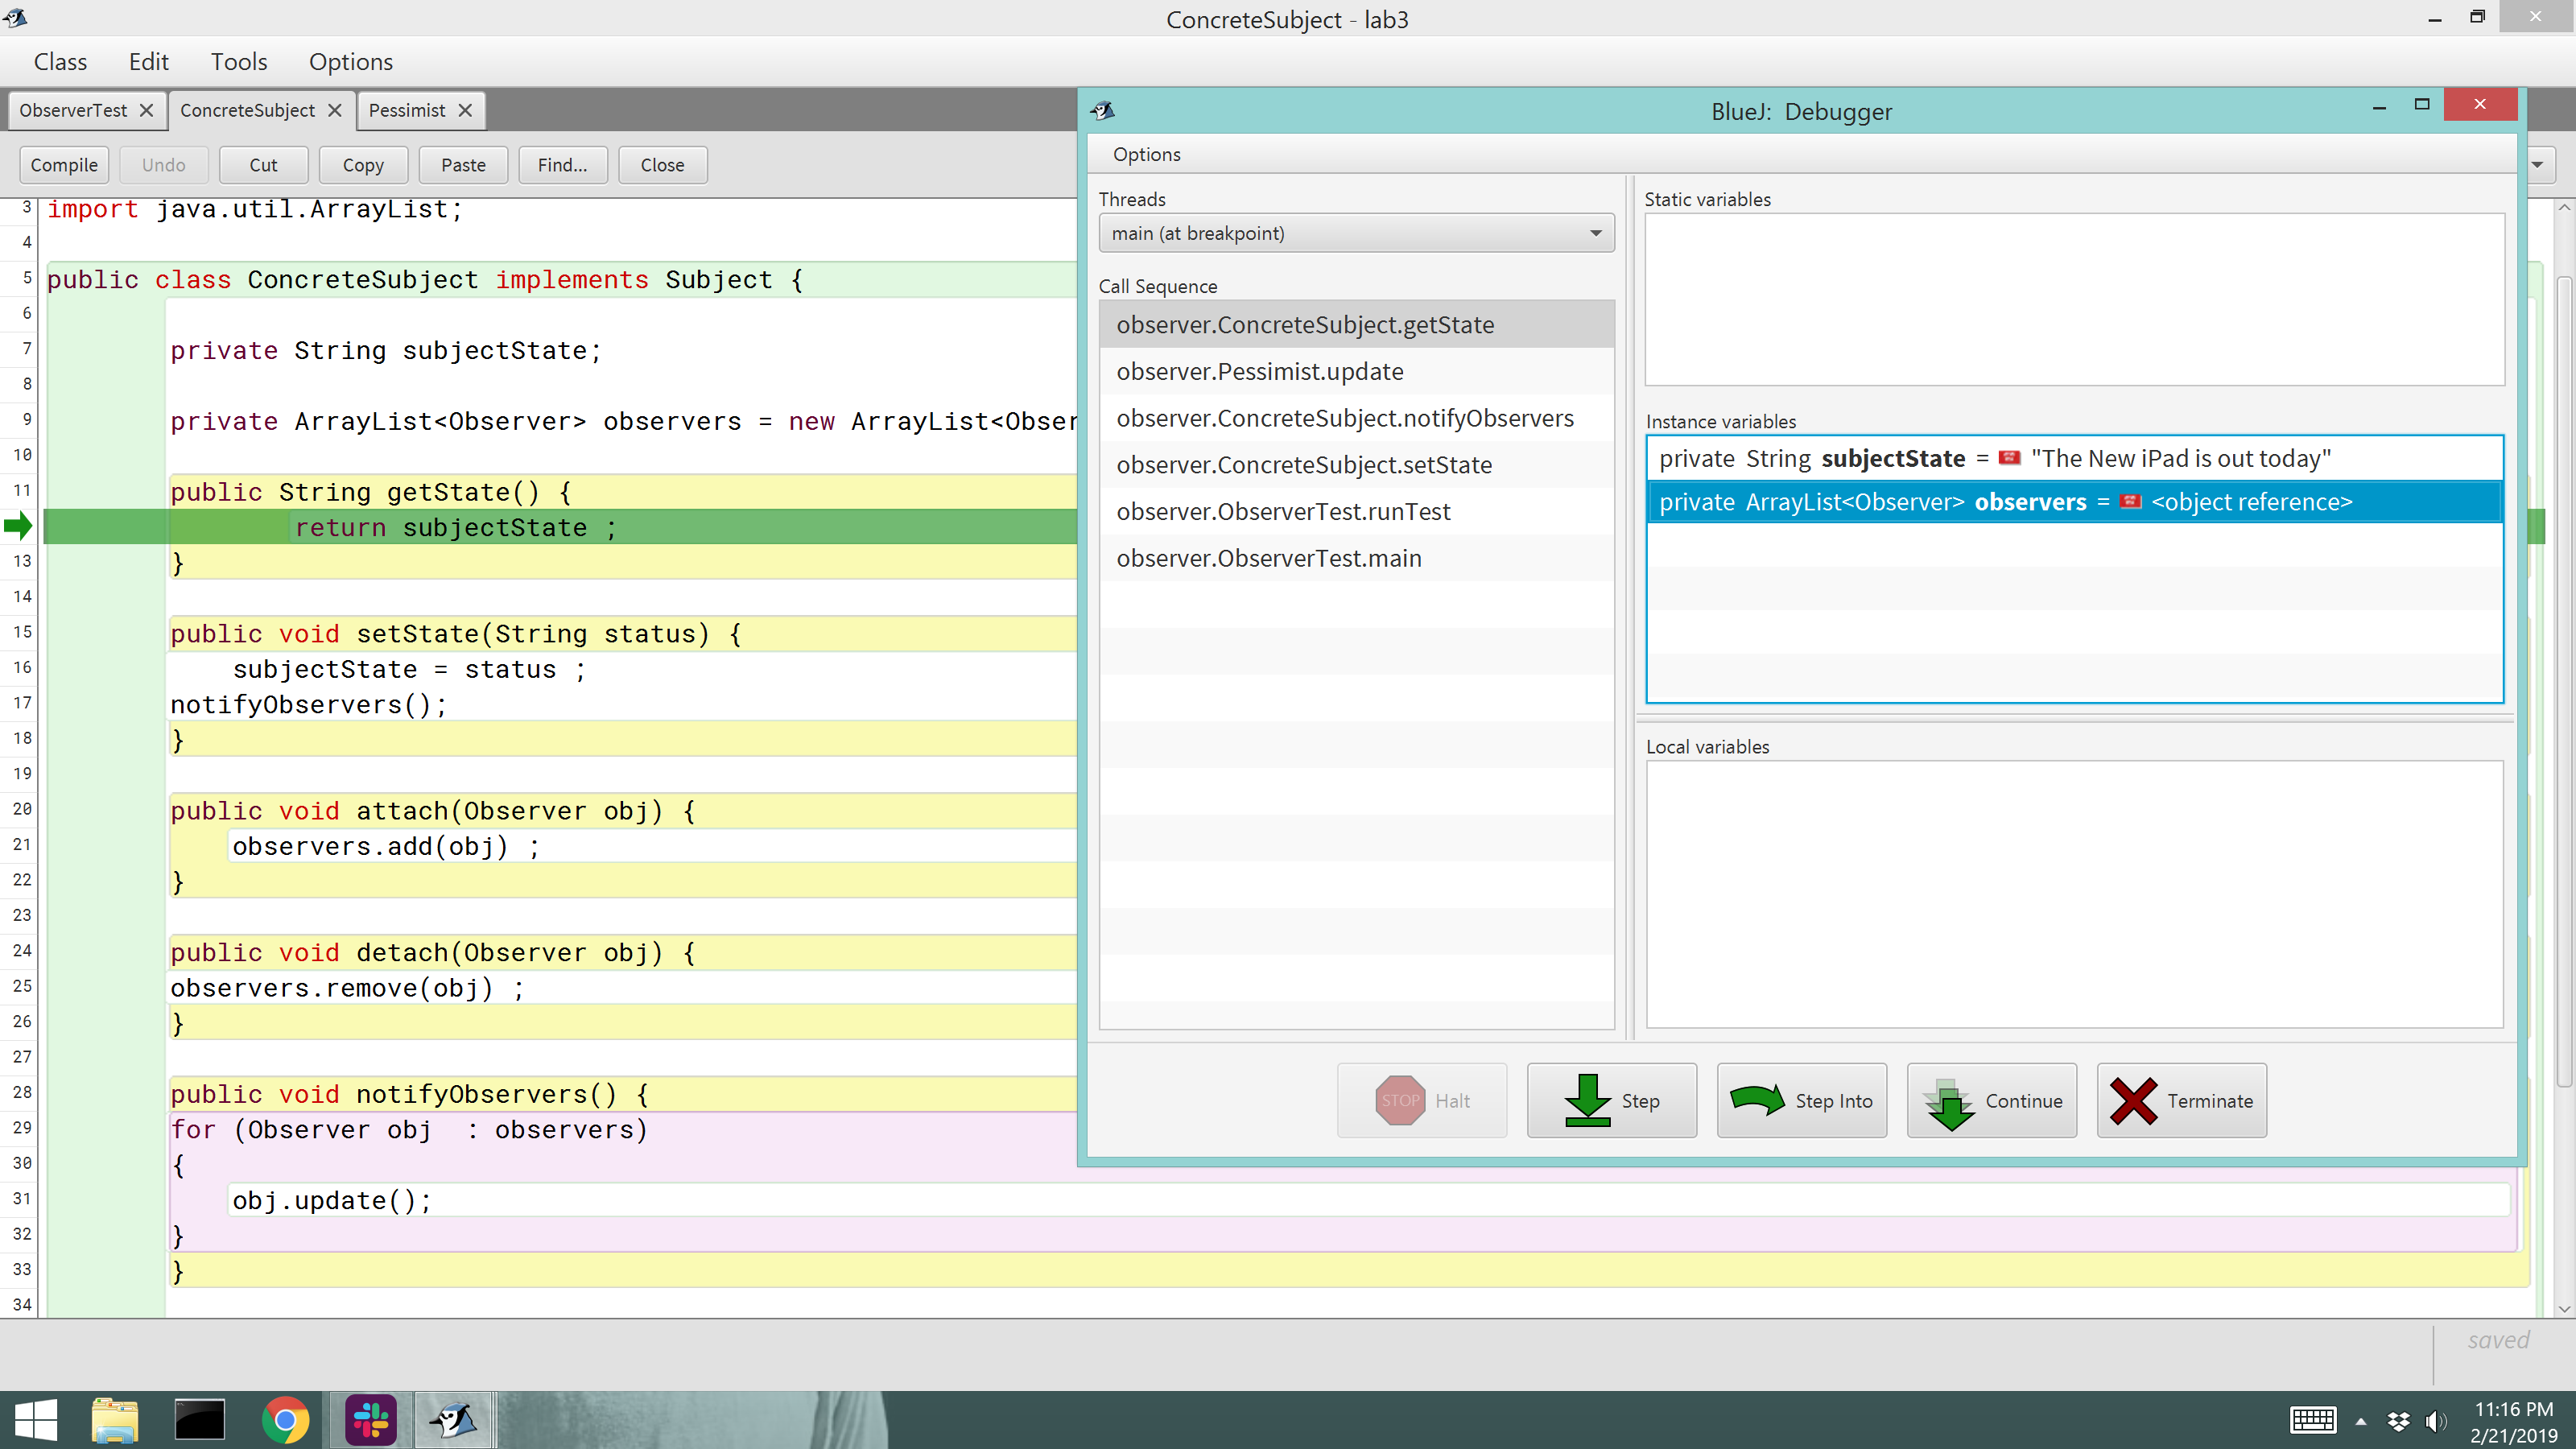 ConcreteSubject - lab3
Class Edit Tools Options
ObserverTest ConcreteSubject Pessimist
Compile Undo Cut Copy Paste Find... Close
3 import java.util.ArrayList;
4
5 public class ConcreteSubject implements Subject {
6
7 private String subjectState;
8
9 private ArrayList<Observer> observers = new ArrayList<Obser
10
11 public String getState() {
return subjectState ;
13 }
14
15 public void setState(String status) {
16 subjectState = status ;
17 notifyObservers();
18 }
19
20 public void attach(Observer obj) {
21 observers.add(obj) ;
22 }
23
24 public void detach(Observer obj) {
25 observers.remove(obj) ;
26 }
27
28 public void notifyObservers() {
29 for (Observer obj  : observers)
30 {
31 obj.update();
32 }
33 }
34
BlueJ: Debugger
Options
Threads
main (at breakpoint)
Call Sequence
observer.ConcreteSubject.getState
observer.Pessimist.update
observer.ConcreteSubject.notifyObservers
observer.ConcreteSubject.setState
observer.ObserverTest.runTest
observer.ObserverTest.main
Static variables
Instance variables
private String subjectState = "The New iPad is out today"
private ArrayList<Observer> observers = <object reference>
Local variables
STOP Halt Step Step Into Continue Terminate
saved
11:16 PM
2/21/2019